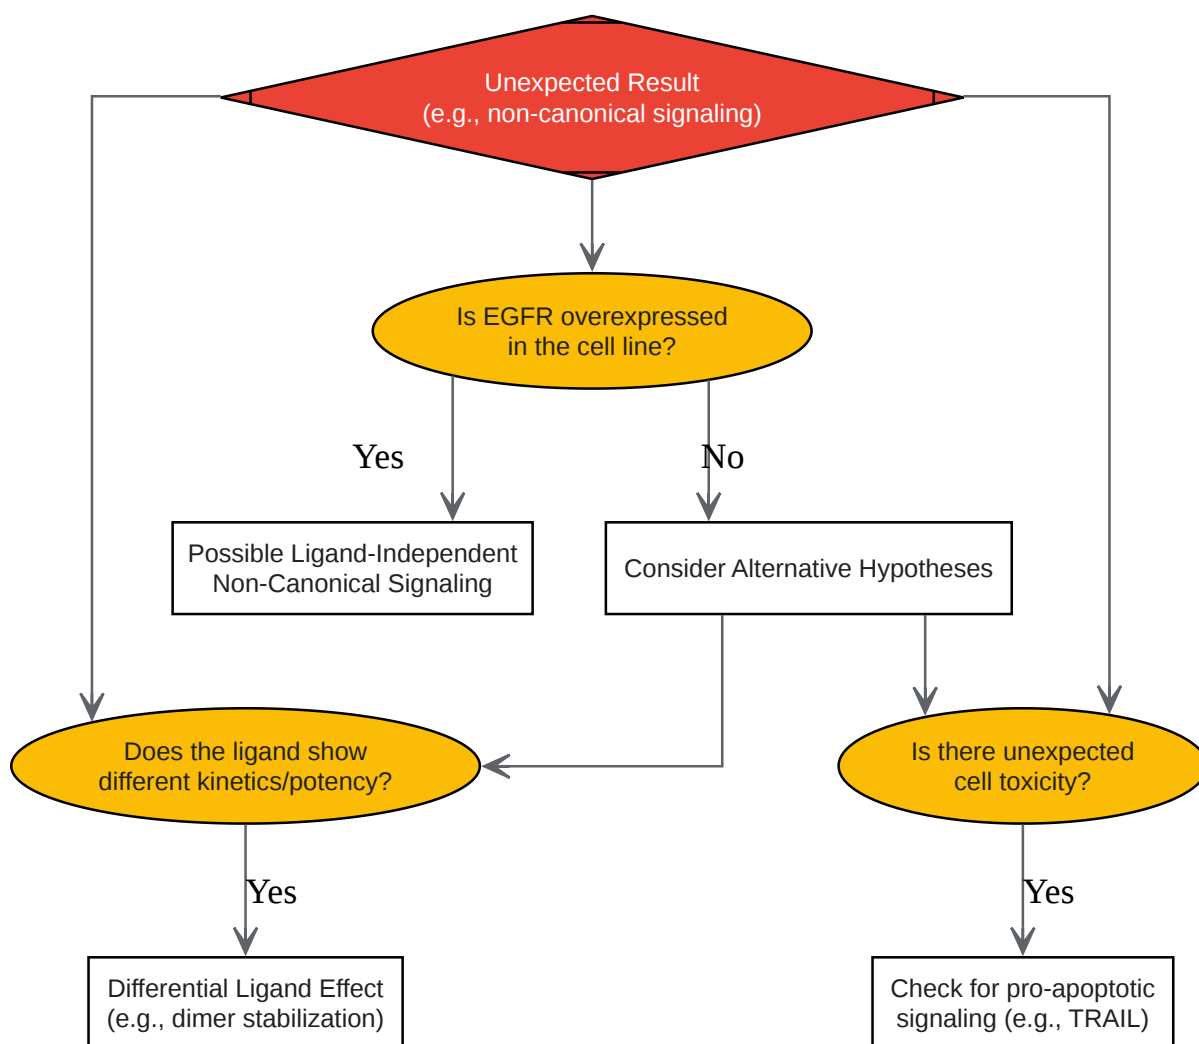 Unexpected Result
(e.g., non-canonical signaling)
Is EGFR overexpressed
in the cell line?
Yes
No
Possible Ligand-Independent
Non-Canonical Signaling
Consider Alternative Hypotheses
Does the ligand show
different kinetics/potency?
Is there unexpected
cell toxicity?
Yes
Yes
Differential Ligand Effect
(e.g., dimer stabilization)
Check for pro-apoptotic
signaling (e.g., TRAIL)